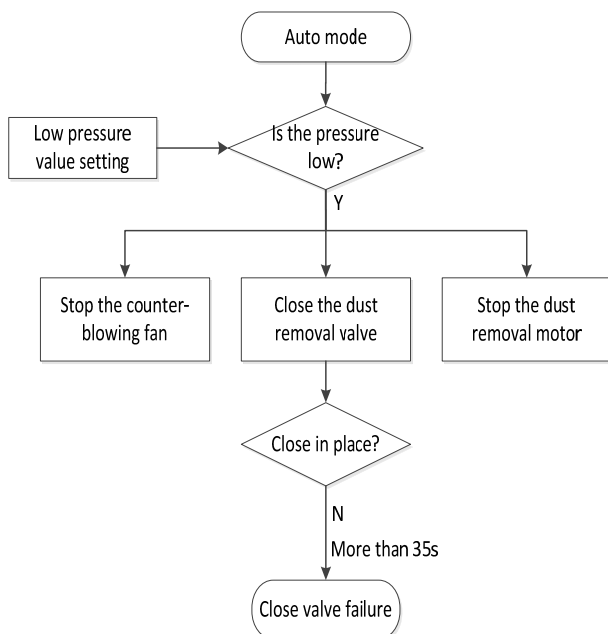 Auto mode
Low pressure
value setting
Is the pressure
low?
Y
Stop the counter-
blowing fan
Close the dust
removal valve
Stop the dust
removal motor
Close in place?
N
More than 35s
Close valve failure